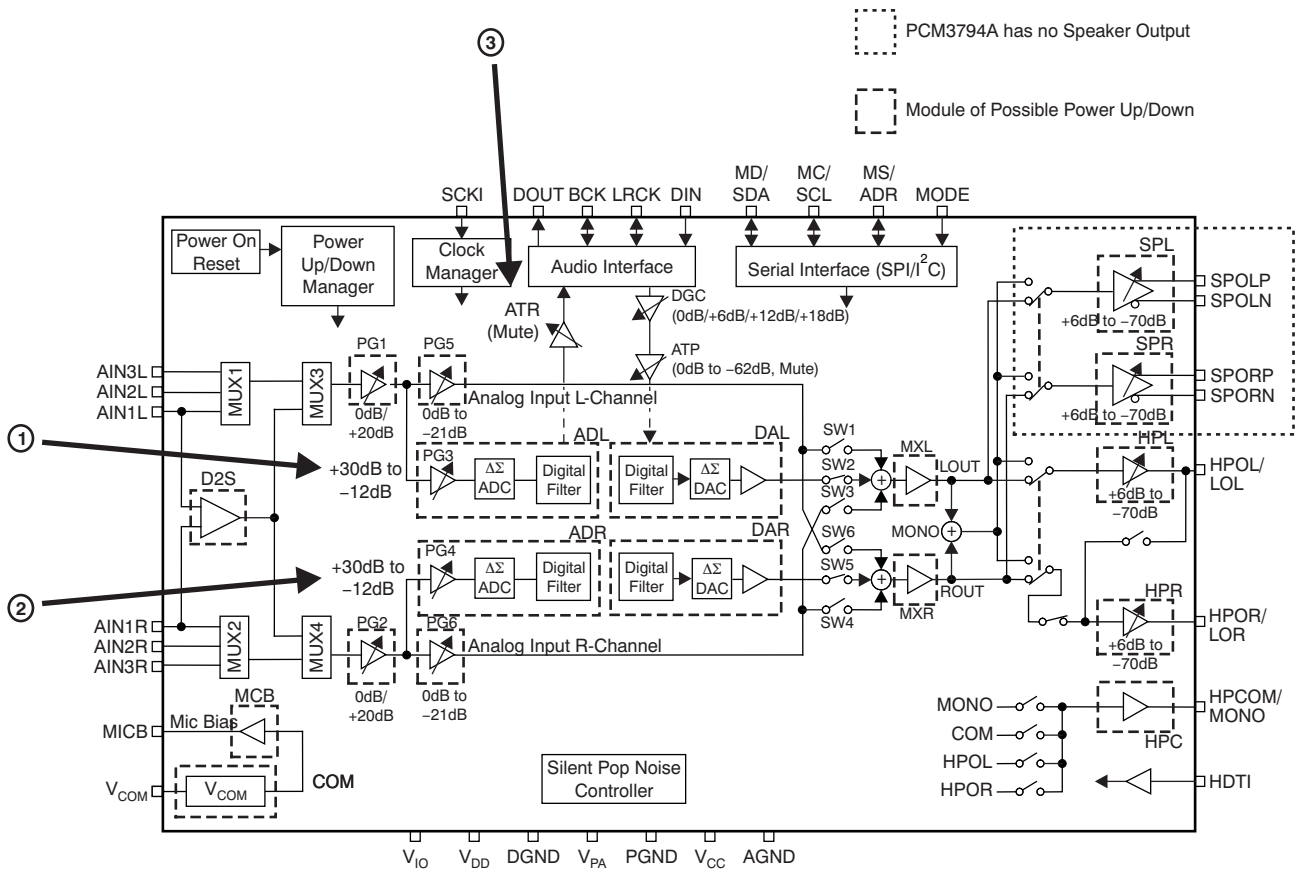 ③
PCM3794A has no Speaker Output
Module of Possible Power Up/Down
SCKI
DOUT
BCK
LRCK
DIN
MD/
SDA
MC/
SCL
MS/
ADR
MODE
Power On
Reset
Power
Up/Down
Manager
Clock
Manager
Audio Interface
Serial Interface (SPI/I²C)
ATR
(Mute)
DGC
(0dB/+6dB/+12dB/+18dB)
ATP
(0dB to −62dB, Mute)
SPL
+6dB to −70dB
SPOLP
SPOLN
SPR
+6dB to −70dB
SPORP
SPORN
AIN3L
AIN2L
AIN1L
MUX1
MUX3
PG1
0dB/
+20dB
PG5
0dB to
−21dB
Analog Input L-Channel
①
+30dB to
−12dB
ADL
PG3
ΔΣ
ADC
Digital
Filter
DAL
Digital
Filter
ΔΣ
DAC
SW1
SW2
SW3
MXL
LOUT
HPL
+6dB to
−70dB
HPOL/
LOL
D2S
MONO
②
+30dB to
−12dB
ADR
PG4
ΔΣ
ADC
Digital
Filter
DAR
Digital
Filter
ΔΣ
DAC
SW6
SW5
SW4
MXR
ROUT
HPR
+6dB to
−70dB
HPOR/
LOR
AIN1R
AIN2R
AIN3R
MUX2
MUX4
PG2
0dB/
+20dB
PG6
0dB to
−21dB
Analog Input R-Channel
MCB
MICB
Mic Bias
COM
V_COM
V_COM
Silent Pop Noise
Controller
MONO
COM
HPOL
HPOR
HPC
HPCOM/
MONO
HDTI
V_IO
V_DD
DGND
V_PA
PGND
V_CC
AGND